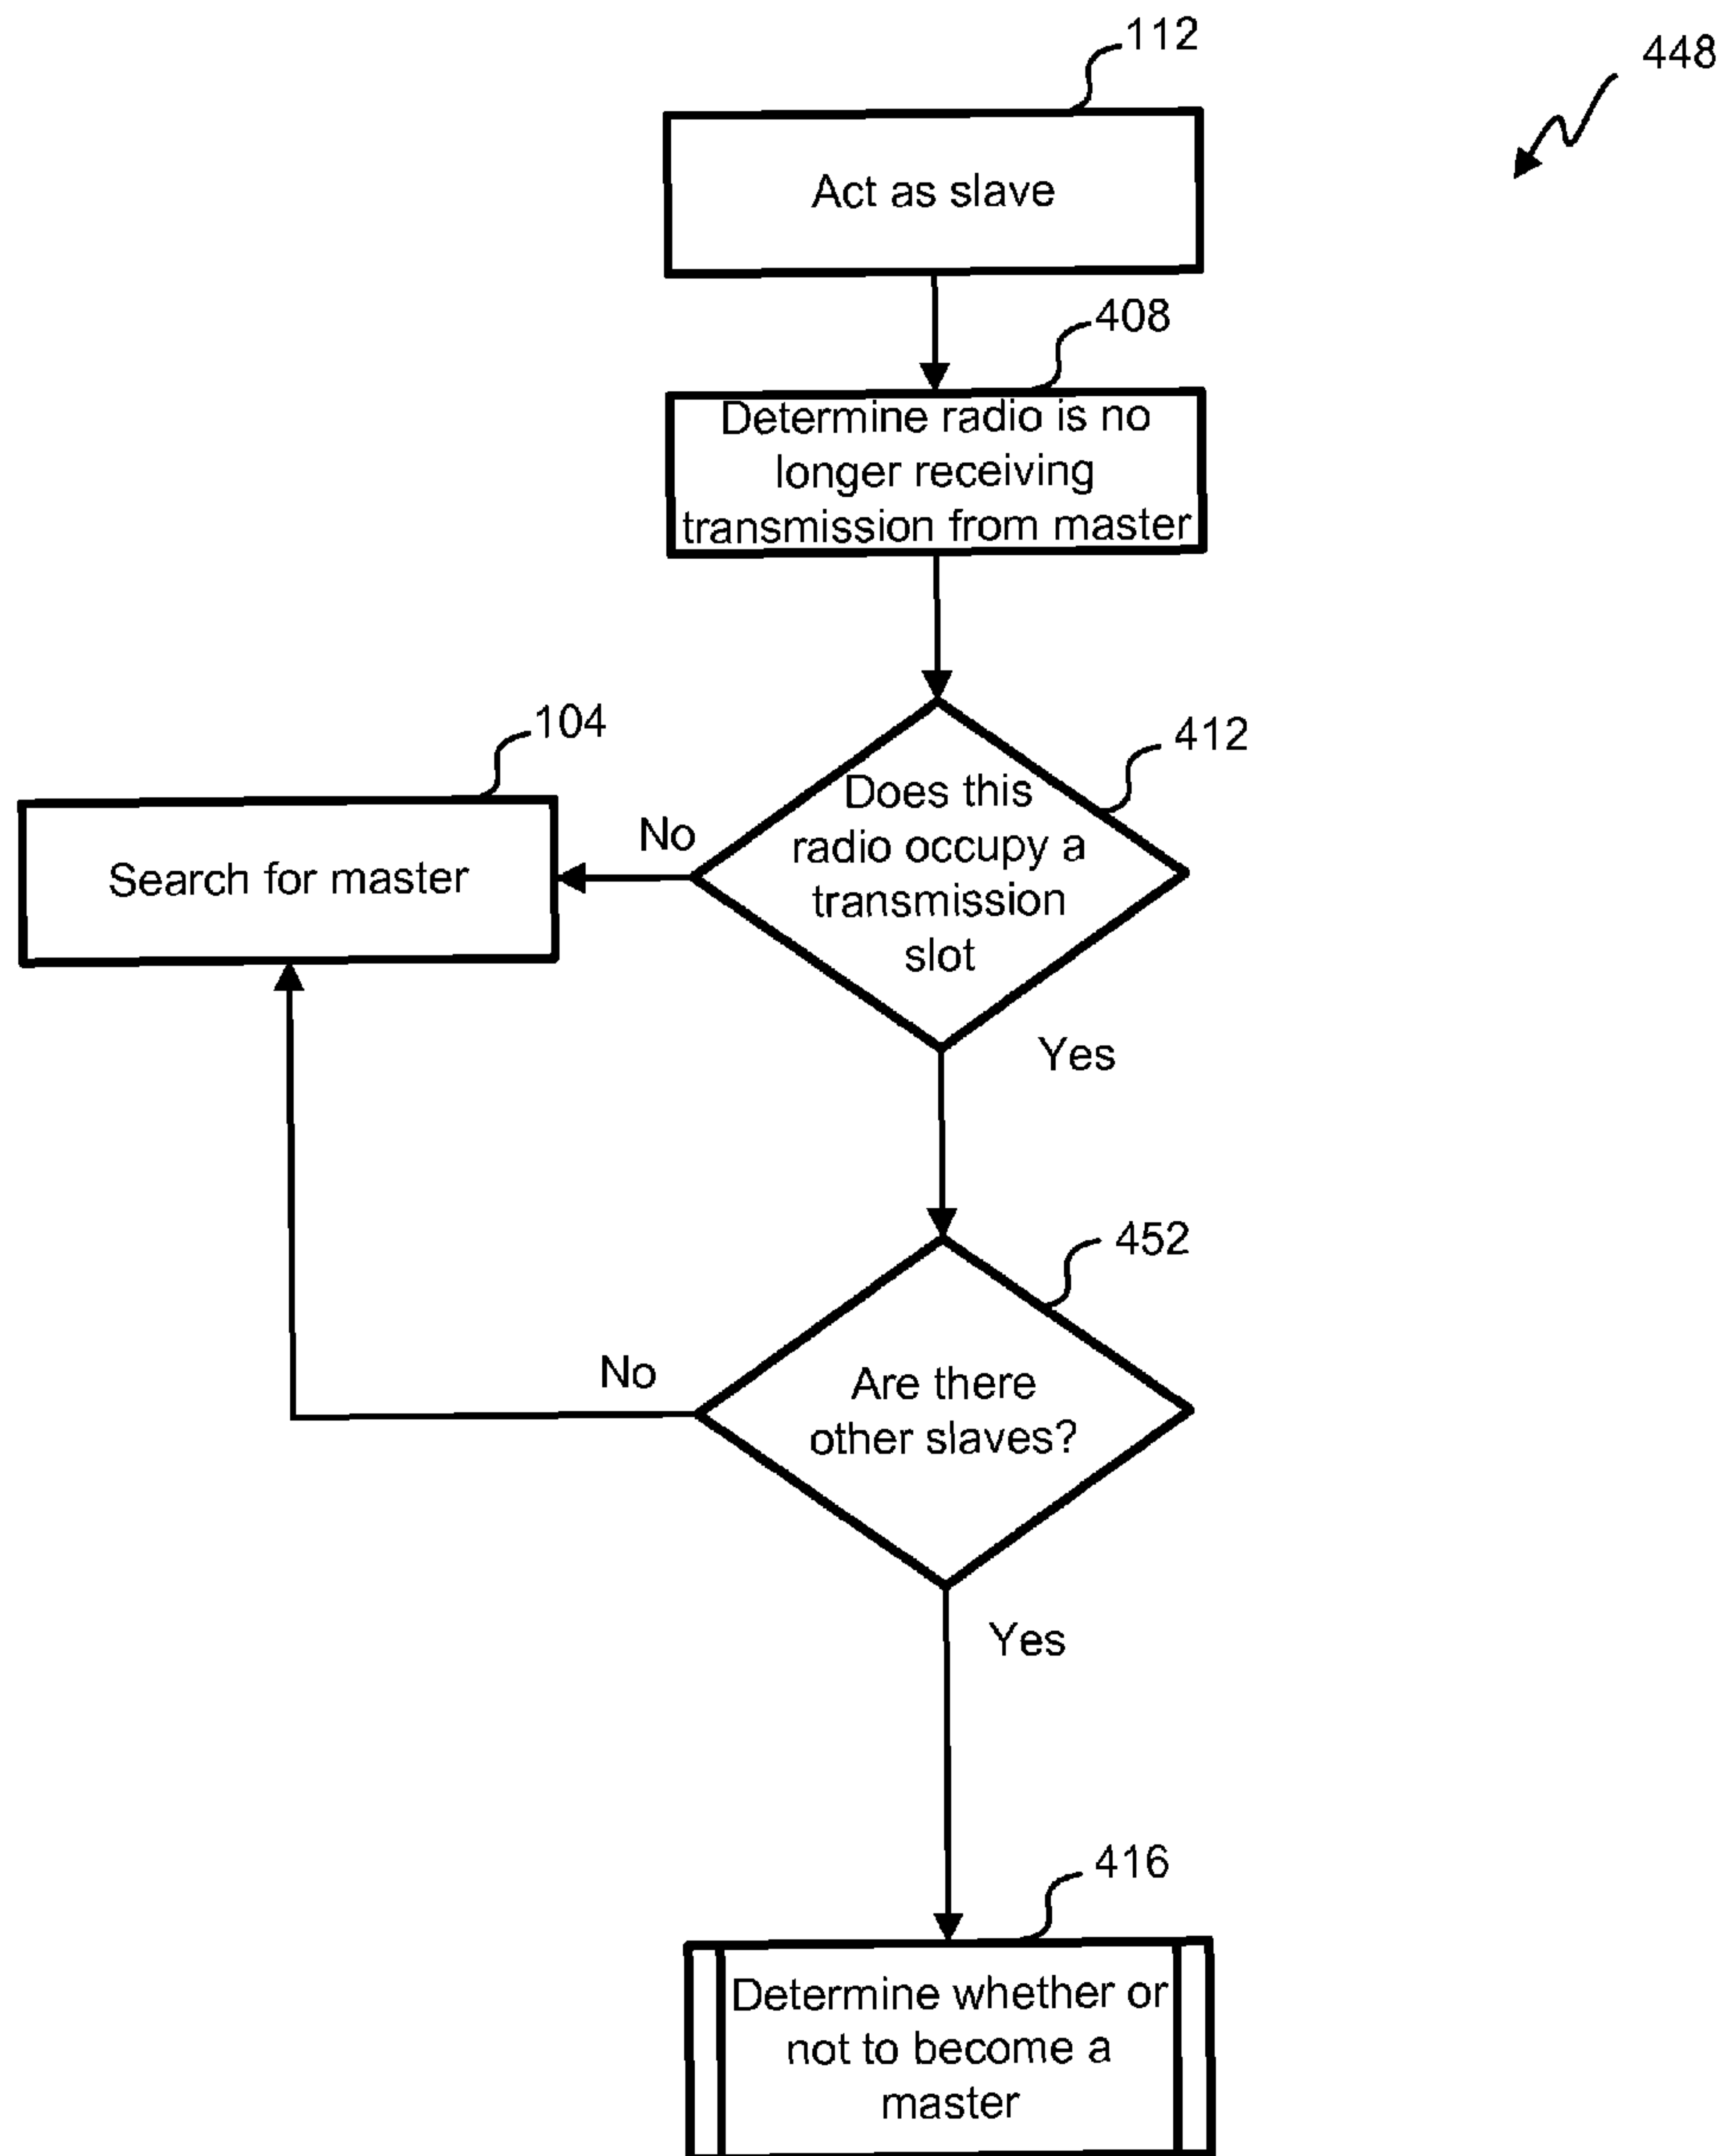 112
448
Act as slave
408
Determine radio is no
longer receiving
transmission from master
104
412
Does this
radio occupy a
transmission
slot
No
Search for master
Yes
452
No
Are there
other slaves?
Yes
416
Determine whether or
not to become a
master